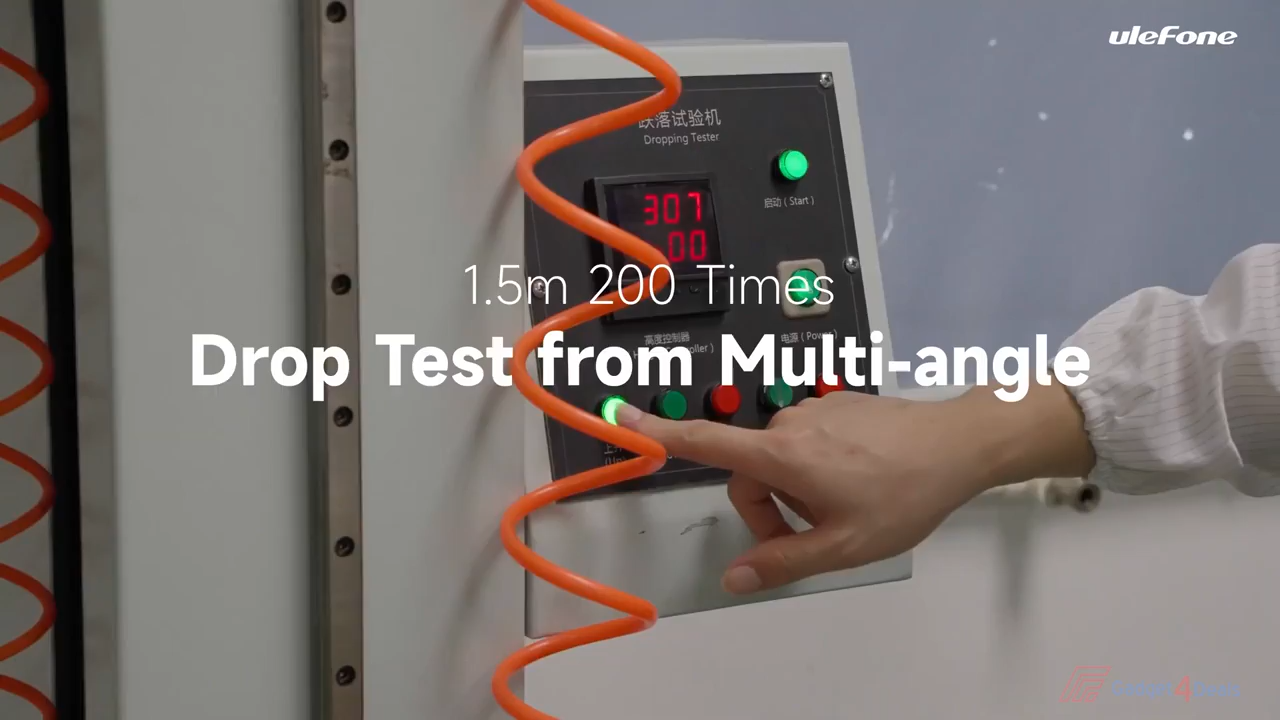 uleFone
跌落试验机
Dropping Tester
307
00
启动 ( Start )
1.5m 200 Times
高度控制器
电源 ( Power )
Drop Test from Multi-angle